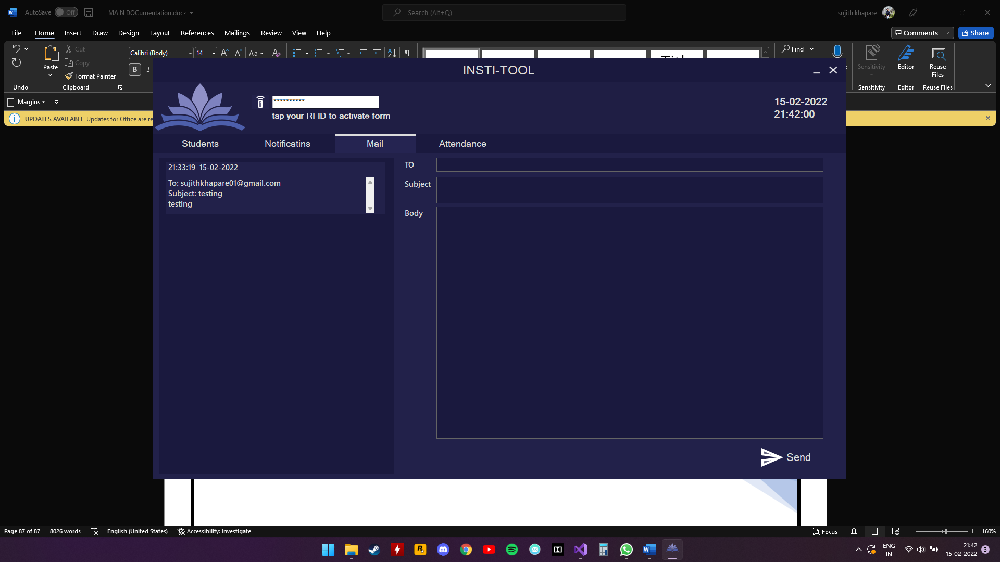 AutoSave Off MAIN DOCumentation.docx Search (Alt+Q) sujith khapare
File Home Insert Draw Design Layout References Mailings Review View Help Comments Share
Cut
Copy
Format Painter
Paste
Undo Clipboard
Calibri (Body) 14 Aa
B I
Find
Sensitivity Editor Reuse Files
Sensitivity Editor Reuse Files
Margins
UPDATES AVAILABLE Updates for Office are re
INSTI-TOOL
**********
tap your RFID to activate form
15-02-2022
21:42:00
Students Notificatins Mail Attendance
21:33:19 15-02-2022
To: sujithkhapare01@gmail.com
Subject: testing
testing
TO
Subject
Body
Send
Page 87 of 87 8026 words English (United States) Accessibility: Investigate Focus 160%
ENG
IN
21:42
15-02-2022
3